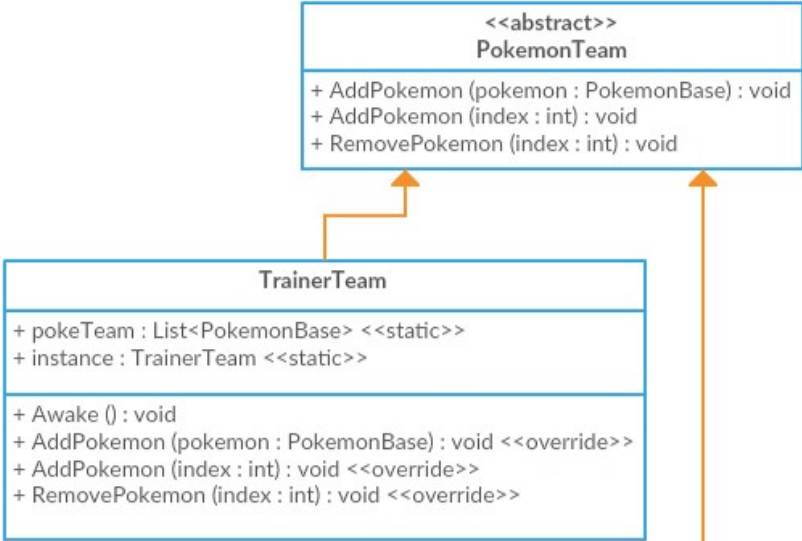 <<abstract>>
PokemonTeam
+ AddPokemon (pokemon : PokemonBase) : void
+ AddPokemon (index : int) : void
+ RemovePokemon (index : int) : void
TrainerTeam
+ pokeTeam : List<PokemonBase> <<static>>
+ instance : TrainerTeam <<static>>
+ Awake () : void
+ AddPokemon (pokemon : PokemonBase) : void <<override>>
+ AddPokemon (index : int) : void <<override>>
+ RemovePokemon (index : int) : void <<override>>